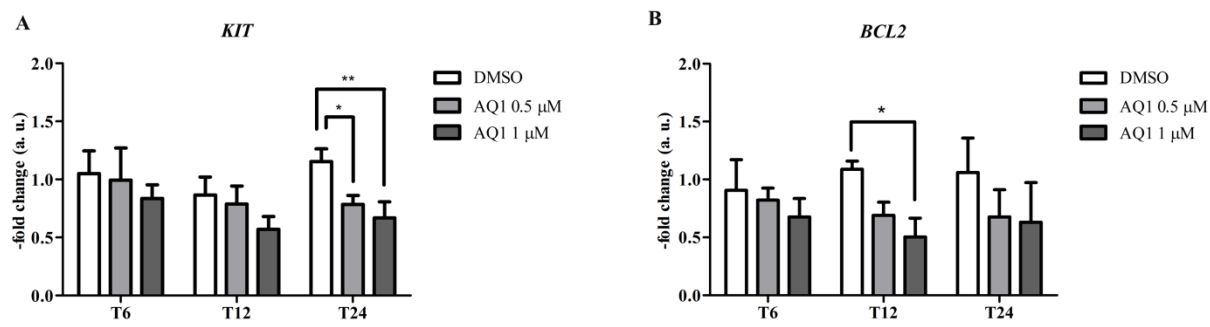 A
KIT
2.0
1.5
1.0
0.5
0.0
-fold change (a. u.)
**
*
T6
T12
T24
DMSO
AQ1 0.5 μM
AQ1 1 μM
B
BCL2
2.0
1.5
1.0
0.5
0.0
-fold change (a. u.)
*
T6
T12
T24
DMSO
AQ1 0.5 μM
AQ1 1 μM